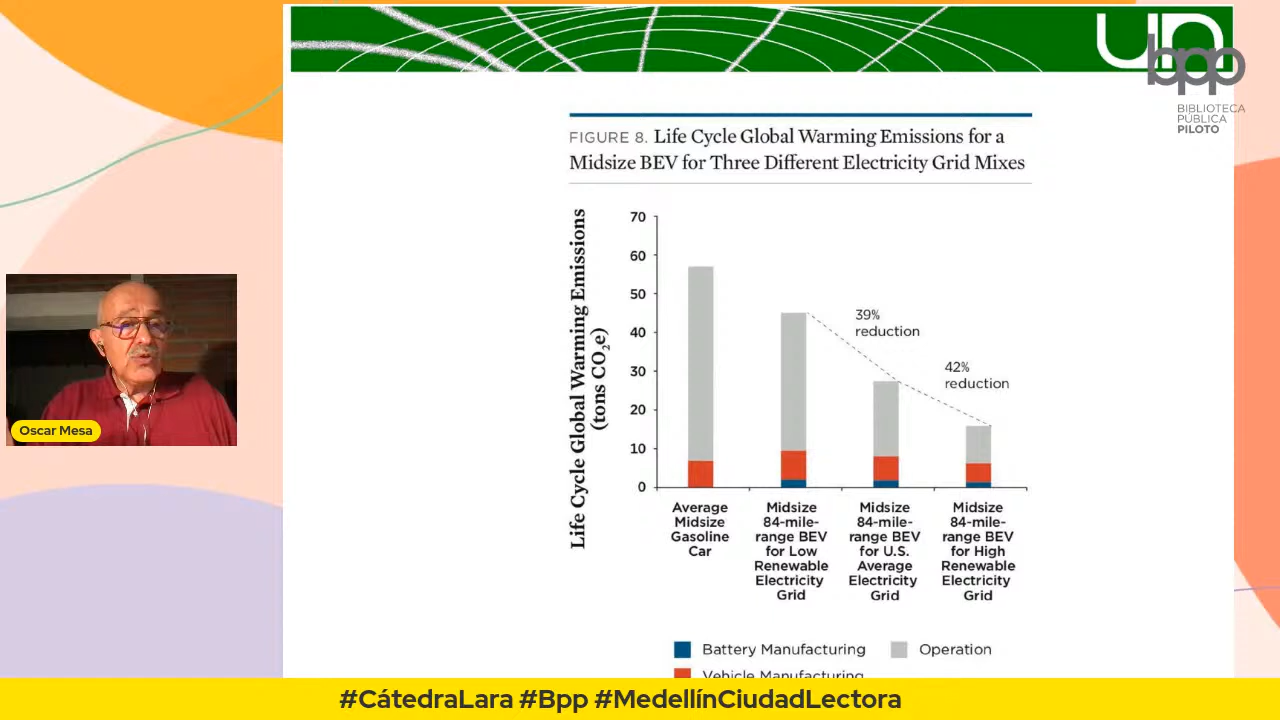 un
bpp
BIBLIOTECA
PÚBLICA
PILOTO
FIGURE 8. Life Cycle Global Warming Emissions for a
Midsize BEV for Three Different Electricity Grid Mixes
Life Cycle Global Warming Emissions
(tons CO₂e)
70
60
50
40
30
20
10
0
39%
reduction
42%
reduction
Average
Midsize
Gasoline
Car
Midsize
84-mile-
range BEV
for Low
Renewable
Electricity
Grid
Midsize
84-mile-
range BEV
for U.S.
Average
Electricity
Grid
Midsize
84-mile-
range BEV
for High
Renewable
Electricity
Grid
Battery Manufacturing
Operation
Vehicle Manufacturing
Oscar Mesa
#CátedraLara #Bpp #MedellínCiudadLectora